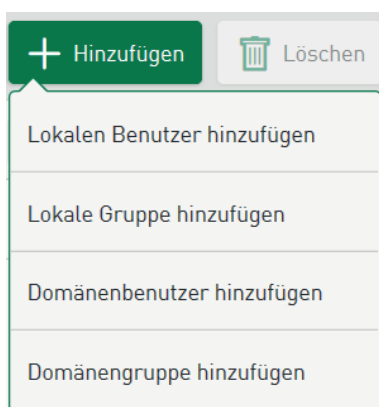 Hinzufügen Löschen
Lokalen Benutzer hinzufügen
Lokale Gruppe hinzufügen
Domänenbenutzer hinzufügen
Domänengruppe hinzufügen